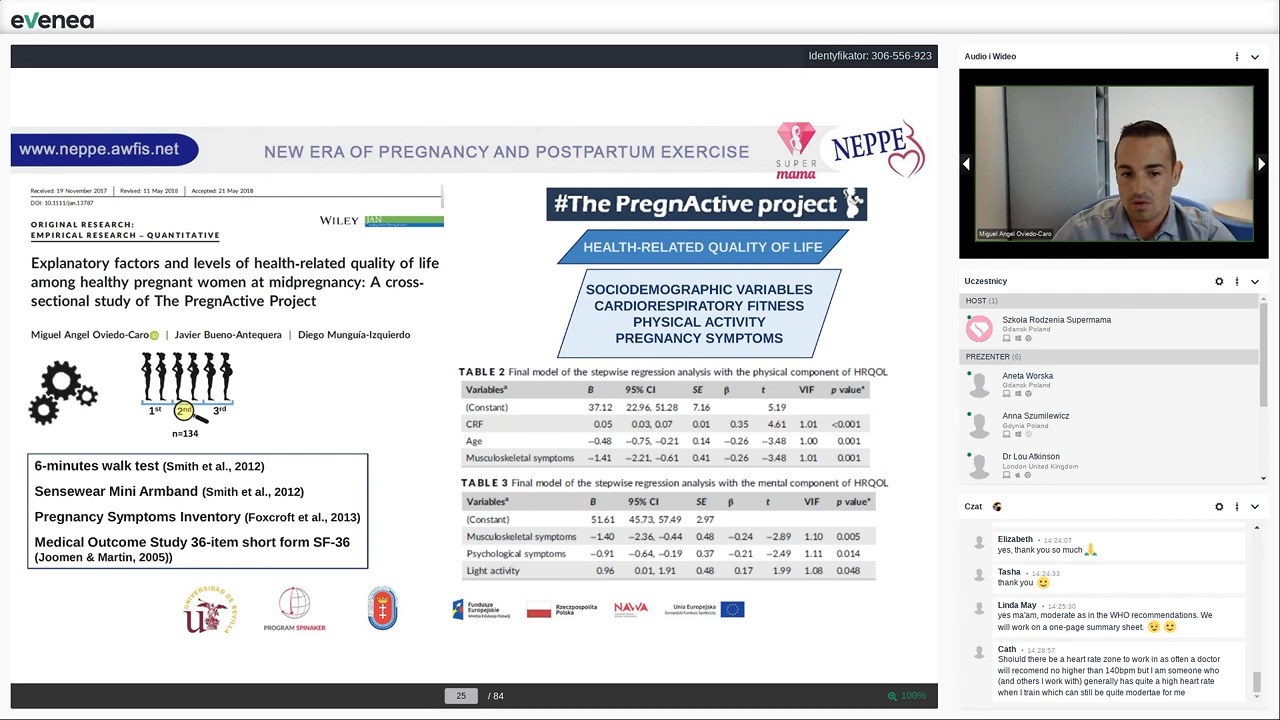 evenea
Identyfikator: 306-556-923
www.neppe.awfis.net
NEW ERA OF PREGNANCY AND POSTPARTUM EXERCISE
SUPER
mama
NEPPE
Received: 19 November 2017 | Revised: 11 May 2018 | Accepted: 21 May 2018
DOI: 10.1111/jan.13787
ORIGINAL RESEARCH:
EMPIRICAL RESEARCH – QUANTITATIVE
WILEY JAN
Explanatory factors and levels of health-related quality of life
among healthy pregnant women at midpregnancy: A cross-
sectional study of The PregnActive Project
Miguel Angel Oviedo-Caro | Javier Bueno-Antequera | Diego Munguía-Izquierdo
1st 2nd 3rd
n=134
6-minutes walk test (Smith et al., 2012)
Sensewear Mini Armband (Smith et al., 2012)
Pregnancy Symptoms Inventory (Foxcroft et al., 2013)
Medical Outcome Study 36-item short form SF-36
(Joomen & Martin, 2005))
#The PregnActive project
HEALTH-RELATED QUALITY OF LIFE
SOCIODEMOGRAPHIC VARIABLES
CARDIORESPIRATORY FITNESS
PHYSICAL ACTIVITY
PREGNANCY SYMPTOMS
TABLE 2 Final model of the stepwise regression analysis with the physical component of HRQOL
Variablesª B 95% CI SE β t VIF p value*
(Constant) 37.12 22.96, 51.28 7.16 5.19
CRF 0.05 0.03, 0.07 0.01 0.35 4.61 1.01 <0.001
Age −0.48 −0.75, −0.21 0.14 −0.26 −3.48 1.00 0.001
Musculoskeletal symptoms −1.41 −2.21, −0.61 0.41 −0.26 −3.48 1.01 0.001
TABLE 3 Final model of the stepwise regression analysis with the mental component of HRQOL
Variablesª B 95% CI SE β t VIF p value*
(Constant) 51.61 45.73, 57.49 2.97
Musculoskeletal symptoms −1.40 −2.36, −0.44 0.48 −0.24 −2.89 1.10 0.005
Psychological symptoms −0.91 −0.64, −0.19 0.37 −0.21 −2.49 1.11 0.014
Light activity 0.96 0.01, 1.91 0.48 0.17 1.99 1.08 0.048
UNIVERSIDAD DE SEVILLA
PROGRAM SPINAKER
Fundusze
Europejskie
Wiedza Edukacja Rozwój
Rzeczpospolita
Polska
NAWA
Unia Europejska
Europejski Fundusz Społeczny
25 / 84
100%
Audio i Wideo
Miguel Angel Oviedo-Caro
Uczestnicy
HOST (1)
Szkoła Rodzenia Supermama
Gdansk Poland
PREZENTER (6)
Aneta Worska
Gdansk Poland
Anna Szumilewicz
Gdynia Poland
Dr Lou Atkinson
London United Kingdom
Czat
Elizabeth • 14:24:07
yes, thank you so much
Tasha • 14:24:33
thank you
Linda May • 14:25:30
yes ma'am, moderate as in the WHO recommendations. We
will work on a one-page summary sheet.
Cath • 14:28:57
Shoiuld there be a heart rate zone to work in as often a doctor
will recomend no higher than 140bpm but I am someone who
(and others I work with) generally has quite a high heart rate
when I train which can still be quite modertae for me